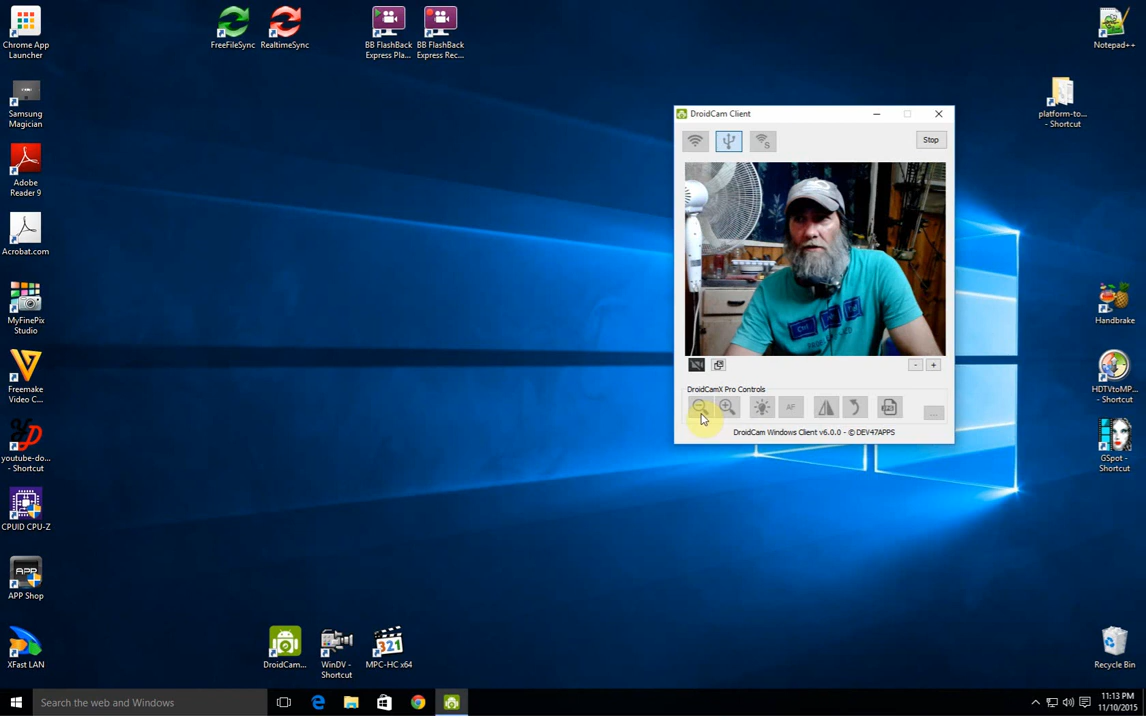 Chrome App
Launcher
FreeFileSync
RealtimeSync
BB FlashBack
Express Pla...
BB FlashBack
Express Rec...
Notepad++
Samsung
Magician
platform-to...
- Shortcut
DroidCam Client
Stop
Adobe
Reader 9
Acrobat.com
MyFinePix
Studio
Handbrake
- +
DroidCamX Pro Controls
AF
JPG
...
DroidCam Windows Client v6.0.0 - © DEV47APPS
Freemake
Video C...
HDTVtoMP...
- Shortcut
youtube-do...
- Shortcut
GSpot -
Shortcut
CPUID CPU-Z
APP
APP Shop
XFast LAN
DroidCam...
WinDV -
Shortcut
321
MPC-HC x64
Recycle Bin
Search the web and Windows
11:13 PM
11/10/2015